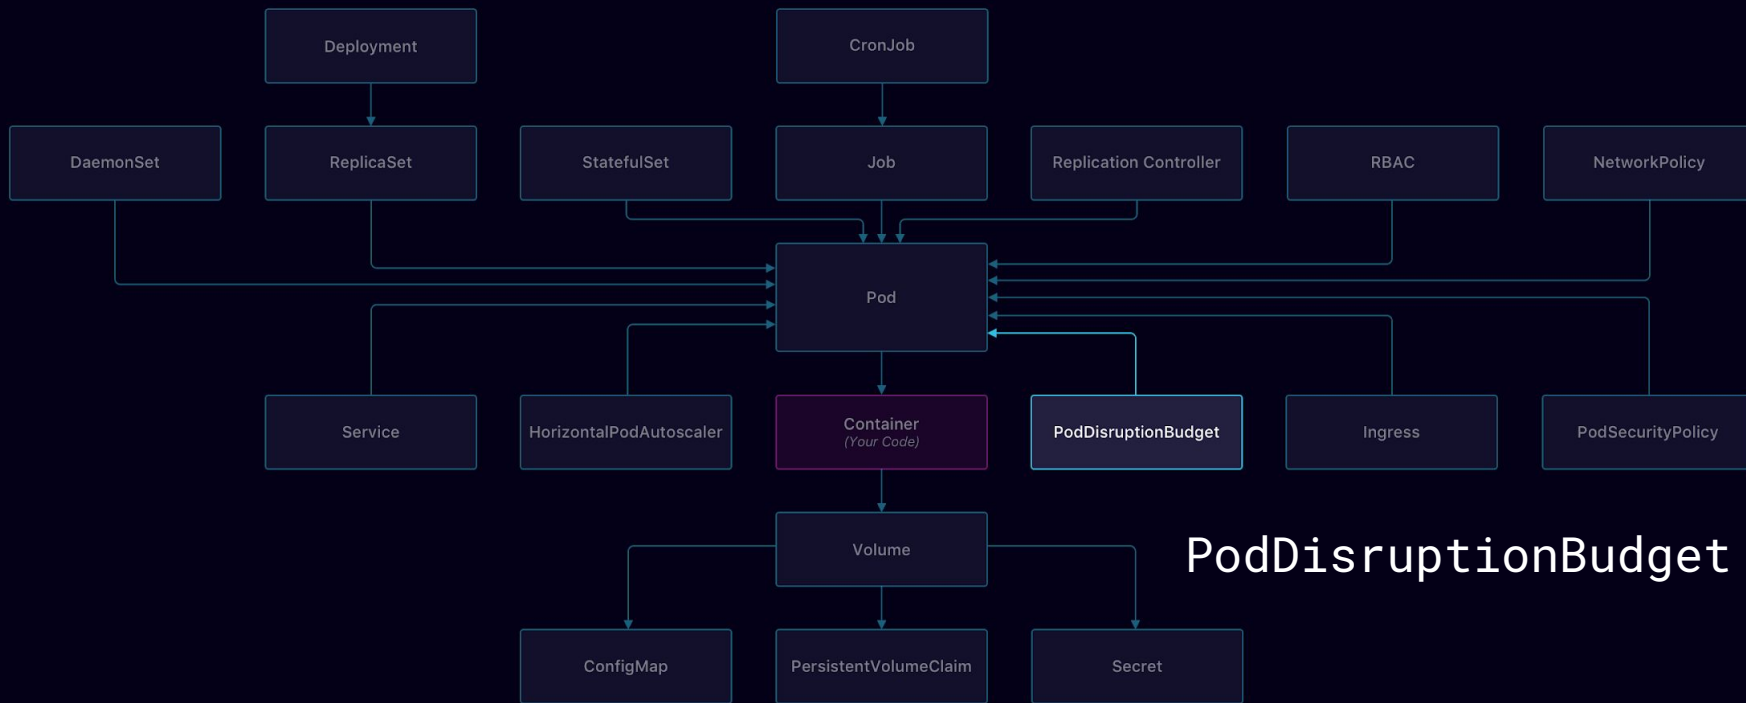 Deployment
CronJob
DaemonSet
ReplicaSet
StatefulSet
Job
Replication Controller
RBAC
NetworkPolicy
Pod
Service
HorizontalPodAutoscaler
Container
(Your Code)
PodDisruptionBudget
Ingress
PodSecurityPolicy
Volume
PodDisruptionBudget
ConfigMap
PersistentVolumeClaim
Secret